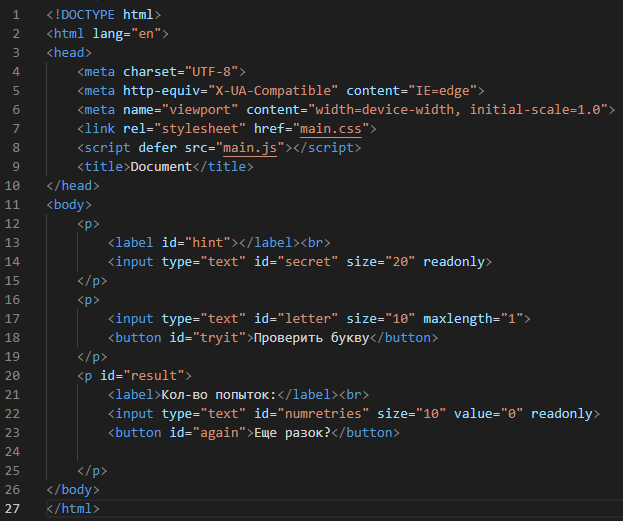 1 <!DOCTYPE html>
2 <html lang="en">
3 <head>
4     <meta charset="UTF-8">
5     <meta http-equiv="X-UA-Compatible" content="IE=edge">
6     <meta name="viewport" content="width=device-width, initial-scale=1.0">
7     <link rel="stylesheet" href="main.css">
8     <script defer src="main.js"></script>
9     <title>Document</title>
10 </head>
11 <body>
12     <p>
13         <label id="hint"></label><br>
14         <input type="text" id="secret" size="20" readonly>
15     </p>
16     <p>
17         <input type="text" id="letter" size="10" maxlength="1">
18         <button id="tryit">Проверить букву</button>
19     </p>
20     <p id="result">
21         <label>Кол-во попыток:</label><br>
22         <input type="text" id="numretries" size="10" value="0" readonly>
23         <button id="again">Еще разок?</button>
24
25     </p>
26 </body>
27 </html>